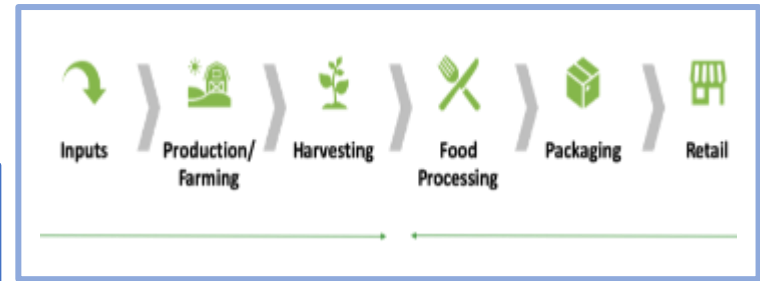 Inputs
Production/
Farming
Harvesting
Food
Processing
Packaging
Retail